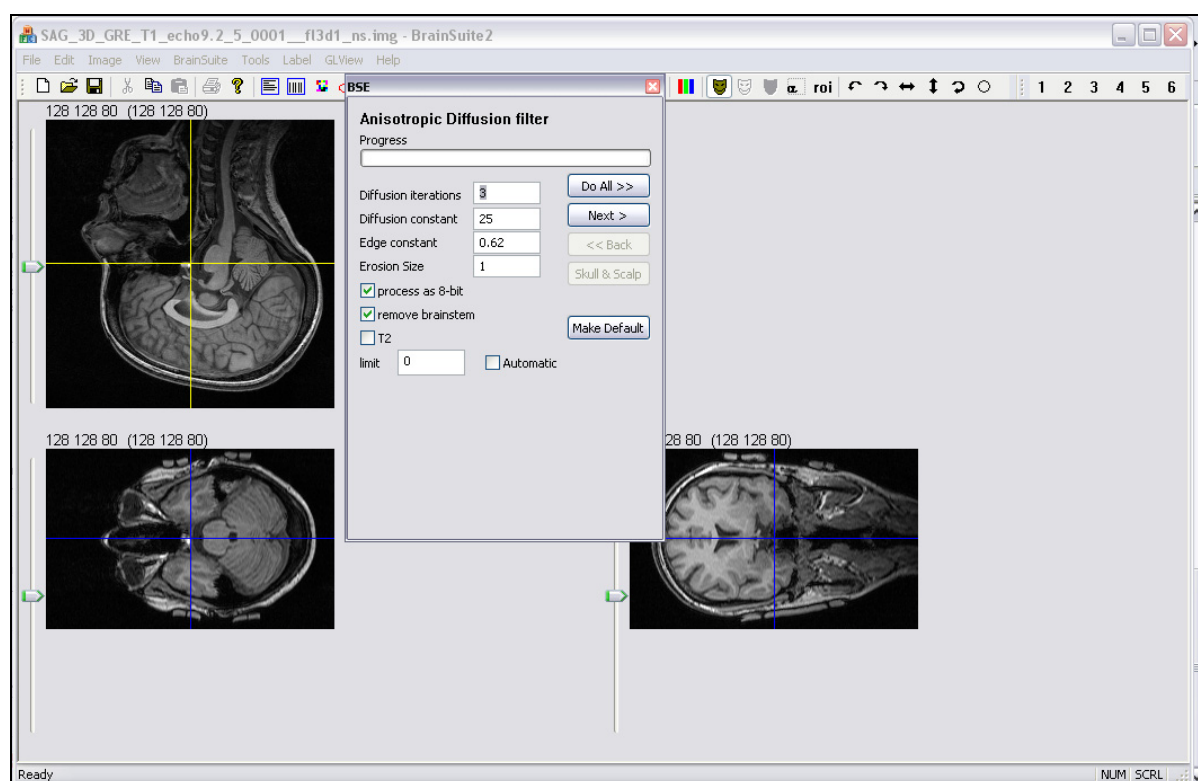 SAG_3D_GRE_T1_echo9.2_5_0001__fl3d1_ns.img - BrainSuite2
File Edit Image View BrainSuite Tools Label GLView Help
α roi 1 2 3 4 5 6
BSE
128 128 80 (128 128 80)
Anisotropic Diffusion filter
Progress
Diffusion iterations 3 Do All >>
Diffusion constant 25 Next >
Edge constant 0.62 << Back
Erosion Size 1 Skull & Scalp
process as 8-bit
remove brainstem Make Default
T2
limit 0 Automatic
128 128 80 (128 128 80)
28 80 (128 128 80)
Ready NUM SCRL